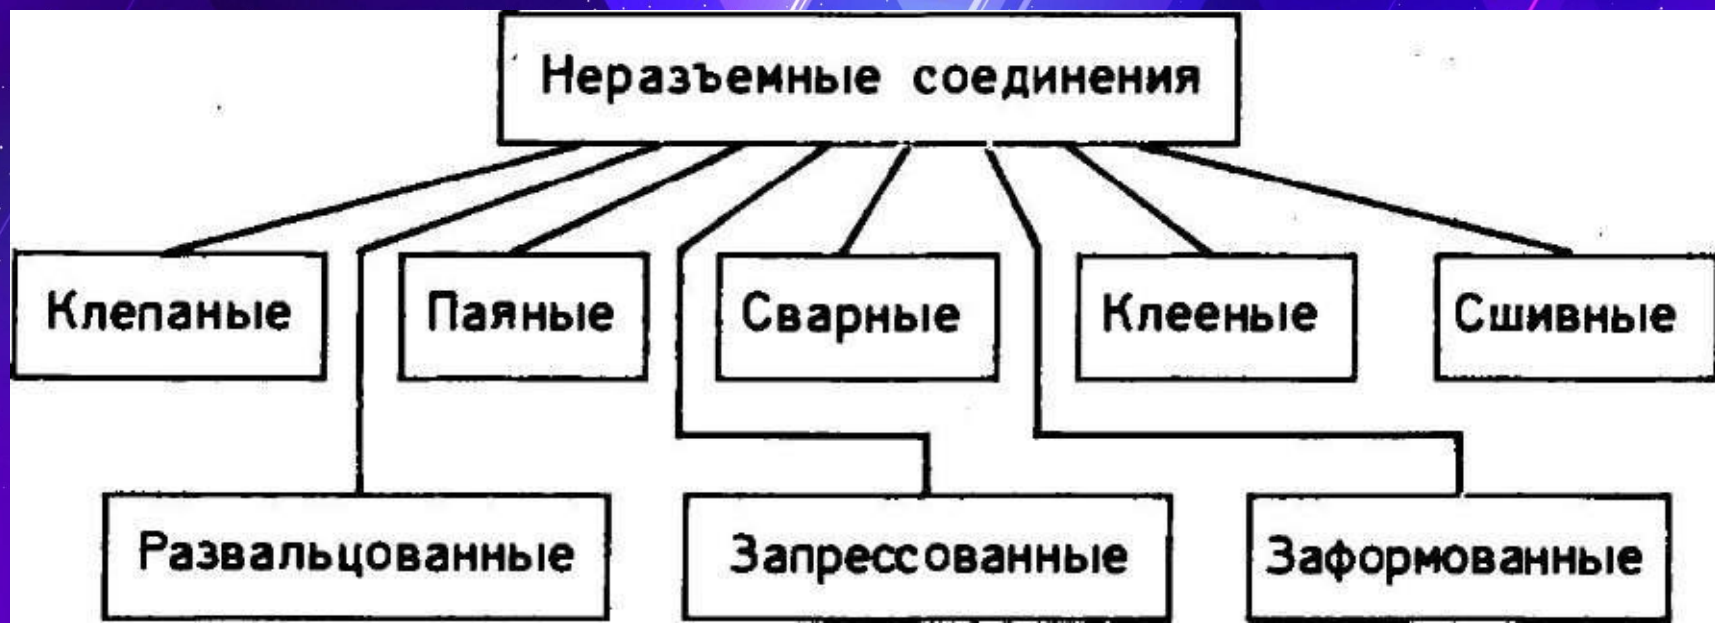 Неразъемные соединения
Клепаные
Паяные
Сварные
Клееные
Сшивные
Развальцованные
Запрессованные
Заформованные